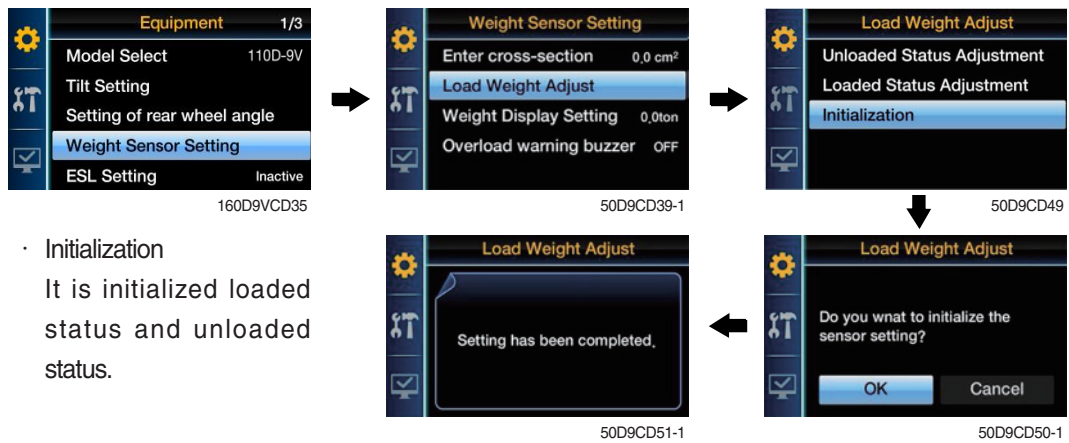 Equipment 1/3
Model Select 110D-9V
Tilt Setting
Setting of rear wheel angle
Weight Sensor Setting
ESL Setting Inactive
160D9VCD35
Weight Sensor Setting
Enter cross-section 0.0 cm²
Load Weight Adjust
Weight Display Setting 0.0ton
Overload warning buzzer OFF
50D9CD39-1
Load Weight Adjust
Unloaded Status Adjustment
Loaded Status Adjustment
Initialization
50D9CD49
· Initialization
It is initialized loaded
status and unloaded
status.
Load Weight Adjust
Setting has been completed.
50D9CD51-1
Load Weight Adjust
Do you wnat to initialize the
sensor setting?
OK Cancel
50D9CD50-1